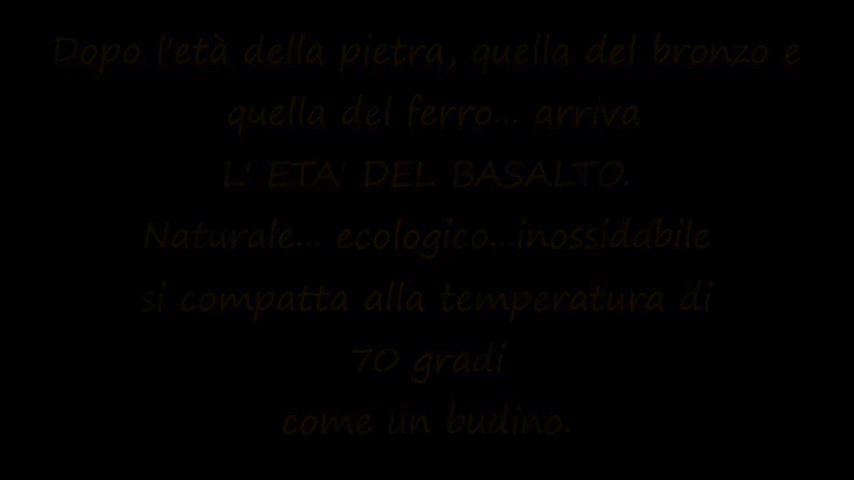 Dopo l'età della pietra, quella del bronzo e
quella del ferro... arriva
L' ETA' DEL BASALTO.
Naturale... ecologico...inossidabile
si compatta alla temperatura di
70 gradi
come un budino.